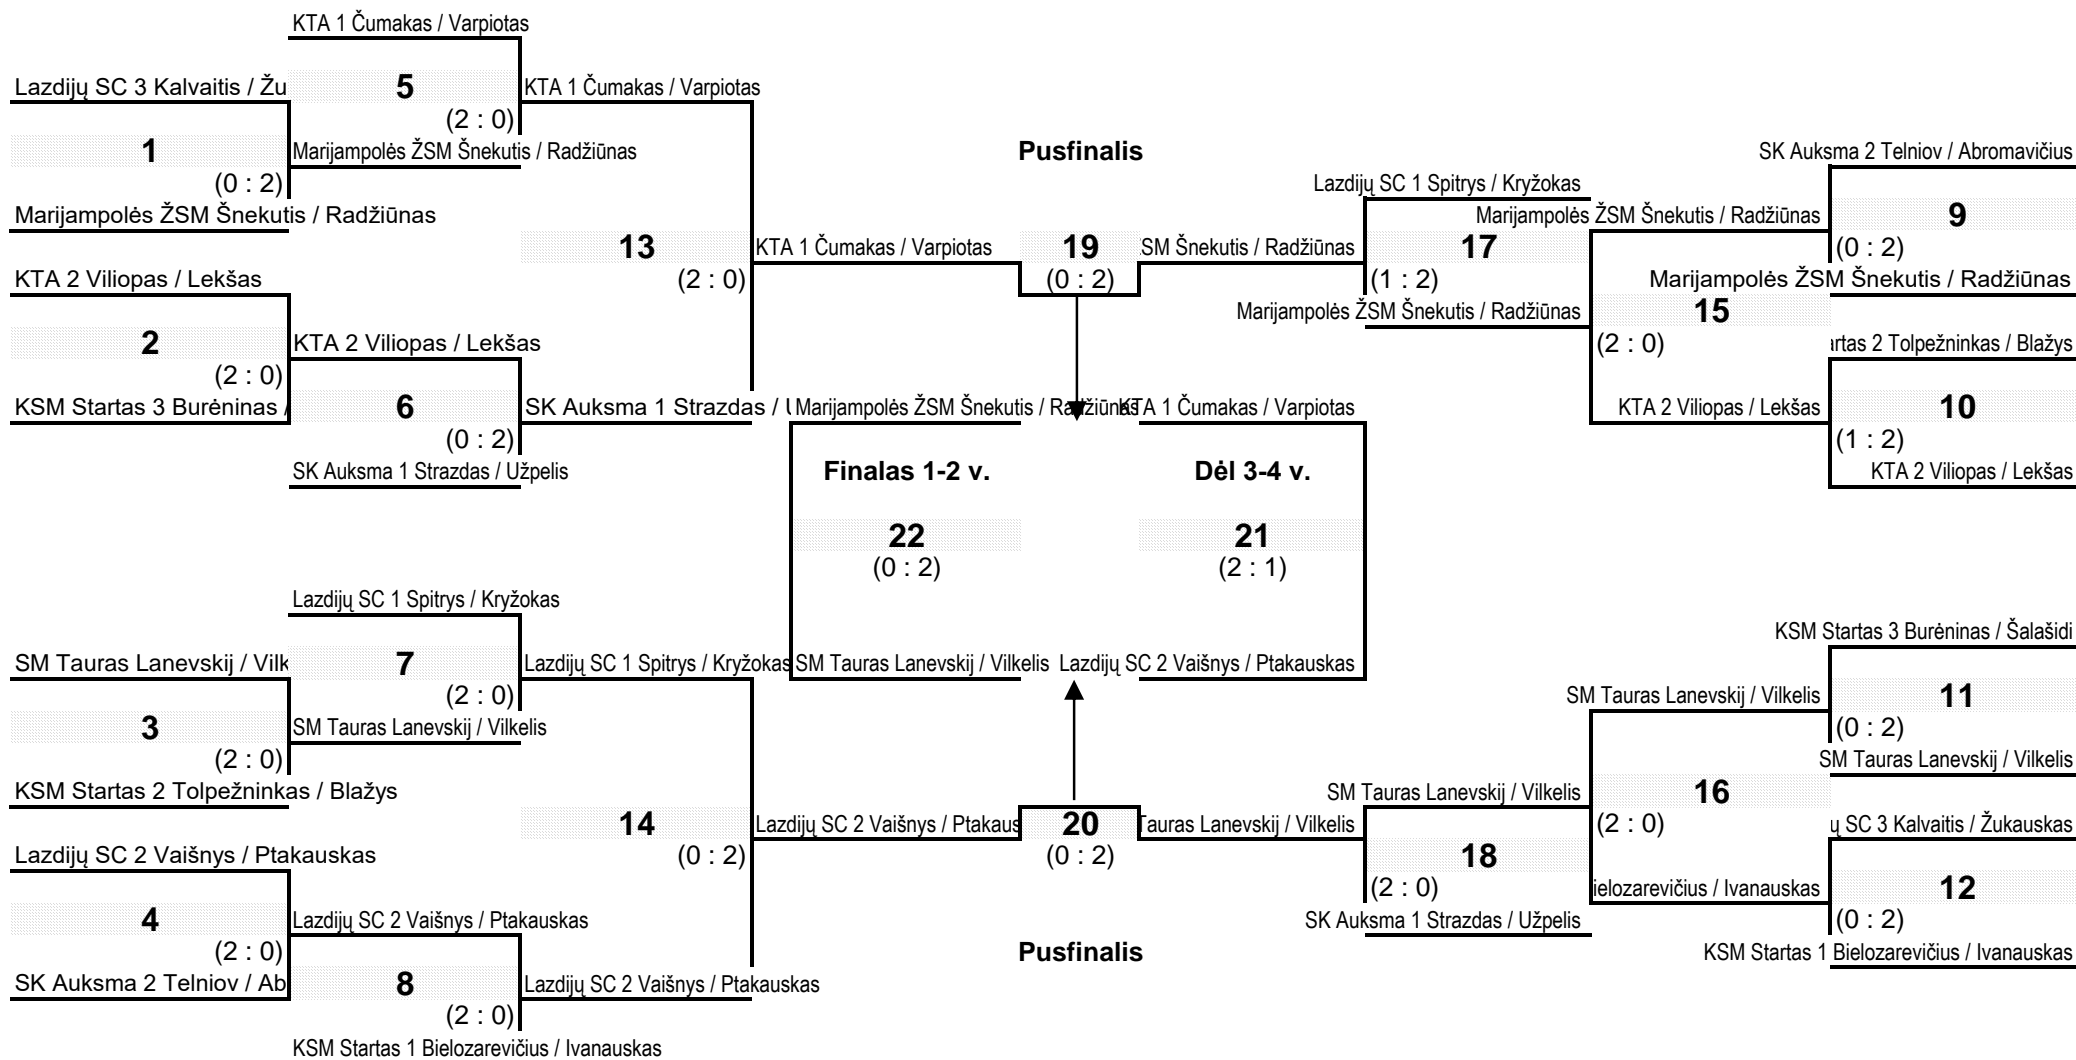 KTA 1 Čumakas / Varpiotas
Lazdijų SC 3 Kalvaitis / Žu
5
KTA 1 Čumakas / Varpiotas
(2 : 0)
1
Marijampolės ŽSM Šnekutis / Radžiūnas
(0 : 2)
Marijampolės ŽSM Šnekutis / Radžiūnas
13
KTA 1 Čumakas / Varpiotas
(2 : 0)
KTA 2 Viliopas / Lekšas
2
KTA 2 Viliopas / Lekšas
(2 : 0)
KSM Startas 3 Burėninas /
6
SK Auksma 1 Strazdas /
(0 : 2)
SK Auksma 1 Strazdas / Užpelis
Pusfinalis
19
(0 : 2)
SM Šnekutis / Radžiūnas
Lazdijų SC 1 Spitrys / Kryžokas
17
(1 : 2)
Marijampolės ŽSM Šnekutis / Radžiūnas
Marijampolės ŽSM Šnekutis / Radžiūnas
15
(2 : 0)
KTA 2 Viliopas / Lekšas
SK Auksma 2 Telniov / Abromavičius
9
(0 : 2)
Marijampolės ŽSM Šnekutis / Radžiūnas
artas 2 Tolpežninkas / Blažys
10
(1 : 2)
KTA 2 Viliopas / Lekšas
Marijampolės ŽSM Šnekutis / Radžiūnas
KTA 1 Čumakas / Varpiotas
Finalas 1-2 v.
Dėl 3-4 v.
22
21
(0 : 2)
(2 : 1)
SM Tauras Lanevskij / Vilkelis
Lazdijų SC 2 Vaišnys / Ptakauskas
Lazdijų SC 1 Spitrys / Kryžokas
SM Tauras Lanevskij / Vilk
7
Lazdijų SC 1 Spitrys / Kryžokas
(2 : 0)
3
SM Tauras Lanevskij / Vilkelis
(2 : 0)
KSM Startas 2 Tolpežninkas / Blažys
14
Lazdijų SC 2 Vaišnys / Ptakaus
(0 : 2)
Lazdijų SC 2 Vaišnys / Ptakauskas
4
Lazdijų SC 2 Vaišnys / Ptakauskas
(2 : 0)
SK Auksma 2 Telniov / Ab
8
Lazdijų SC 2 Vaišnys / Ptakauskas
(2 : 0)
KSM Startas 1 Bielozarevičius / Ivanauskas
20
(0 : 2)
Tauras Lanevskij / Vilkelis
Pusfinalis
SM Tauras Lanevskij / Vilkelis
18
(2 : 0)
SK Auksma 1 Strazdas / Užpelis
SM Tauras Lanevskij / Vilkelis
16
(2 : 0)
ielozarevičius / Ivanauskas
KSM Startas 3 Burėninas / Šalašidi
11
(0 : 2)
SM Tauras Lanevskij / Vilkelis
ų SC 3 Kalvaitis / Žukauskas
12
(0 : 2)
KSM Startas 1 Bielozarevičius / Ivanauskas